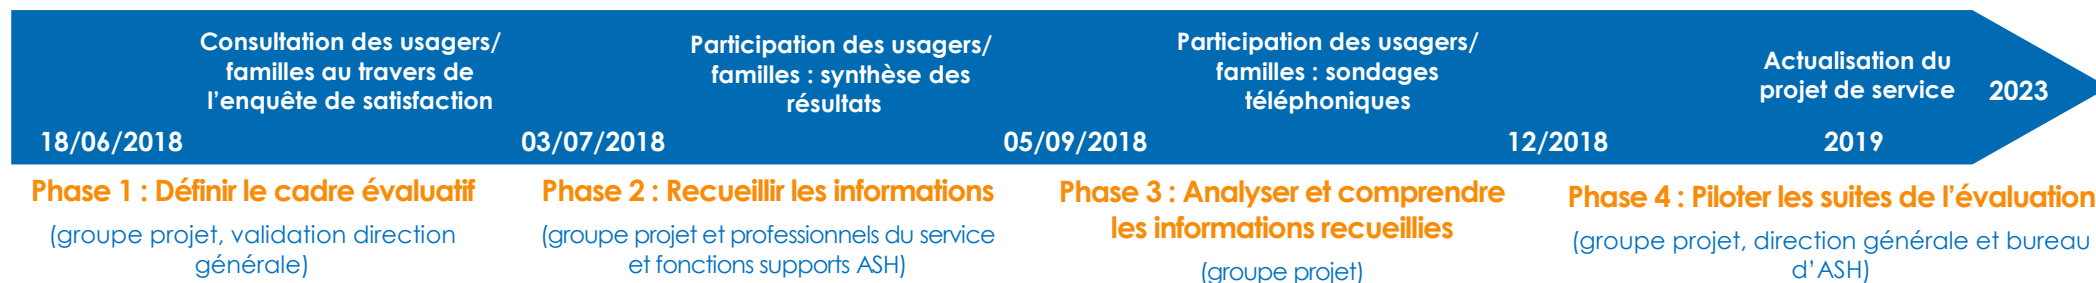 Consultation des usagers/
familles au travers de
l'enquête de satisfaction
Participation des usagers/
familles : synthèse des
résultats
Participation des usagers/
familles : sondages
téléphoniques
Actualisation du
projet de service
2023
18/06/2018
03/07/2018
05/09/2018
12/2018
2019
Phase 1 : Définir le cadre évaluatif
(groupe projet, validation direction
générale)
Phase 2 : Recueillir les informations
(groupe projet et professionnels du service
et fonctions supports ASH)
Phase 3 : Analyser et comprendre
les informations recueillies
(groupe projet)
Phase 4 : Piloter les suites de l'évaluation
(groupe projet, direction générale et bureau
d'ASH)